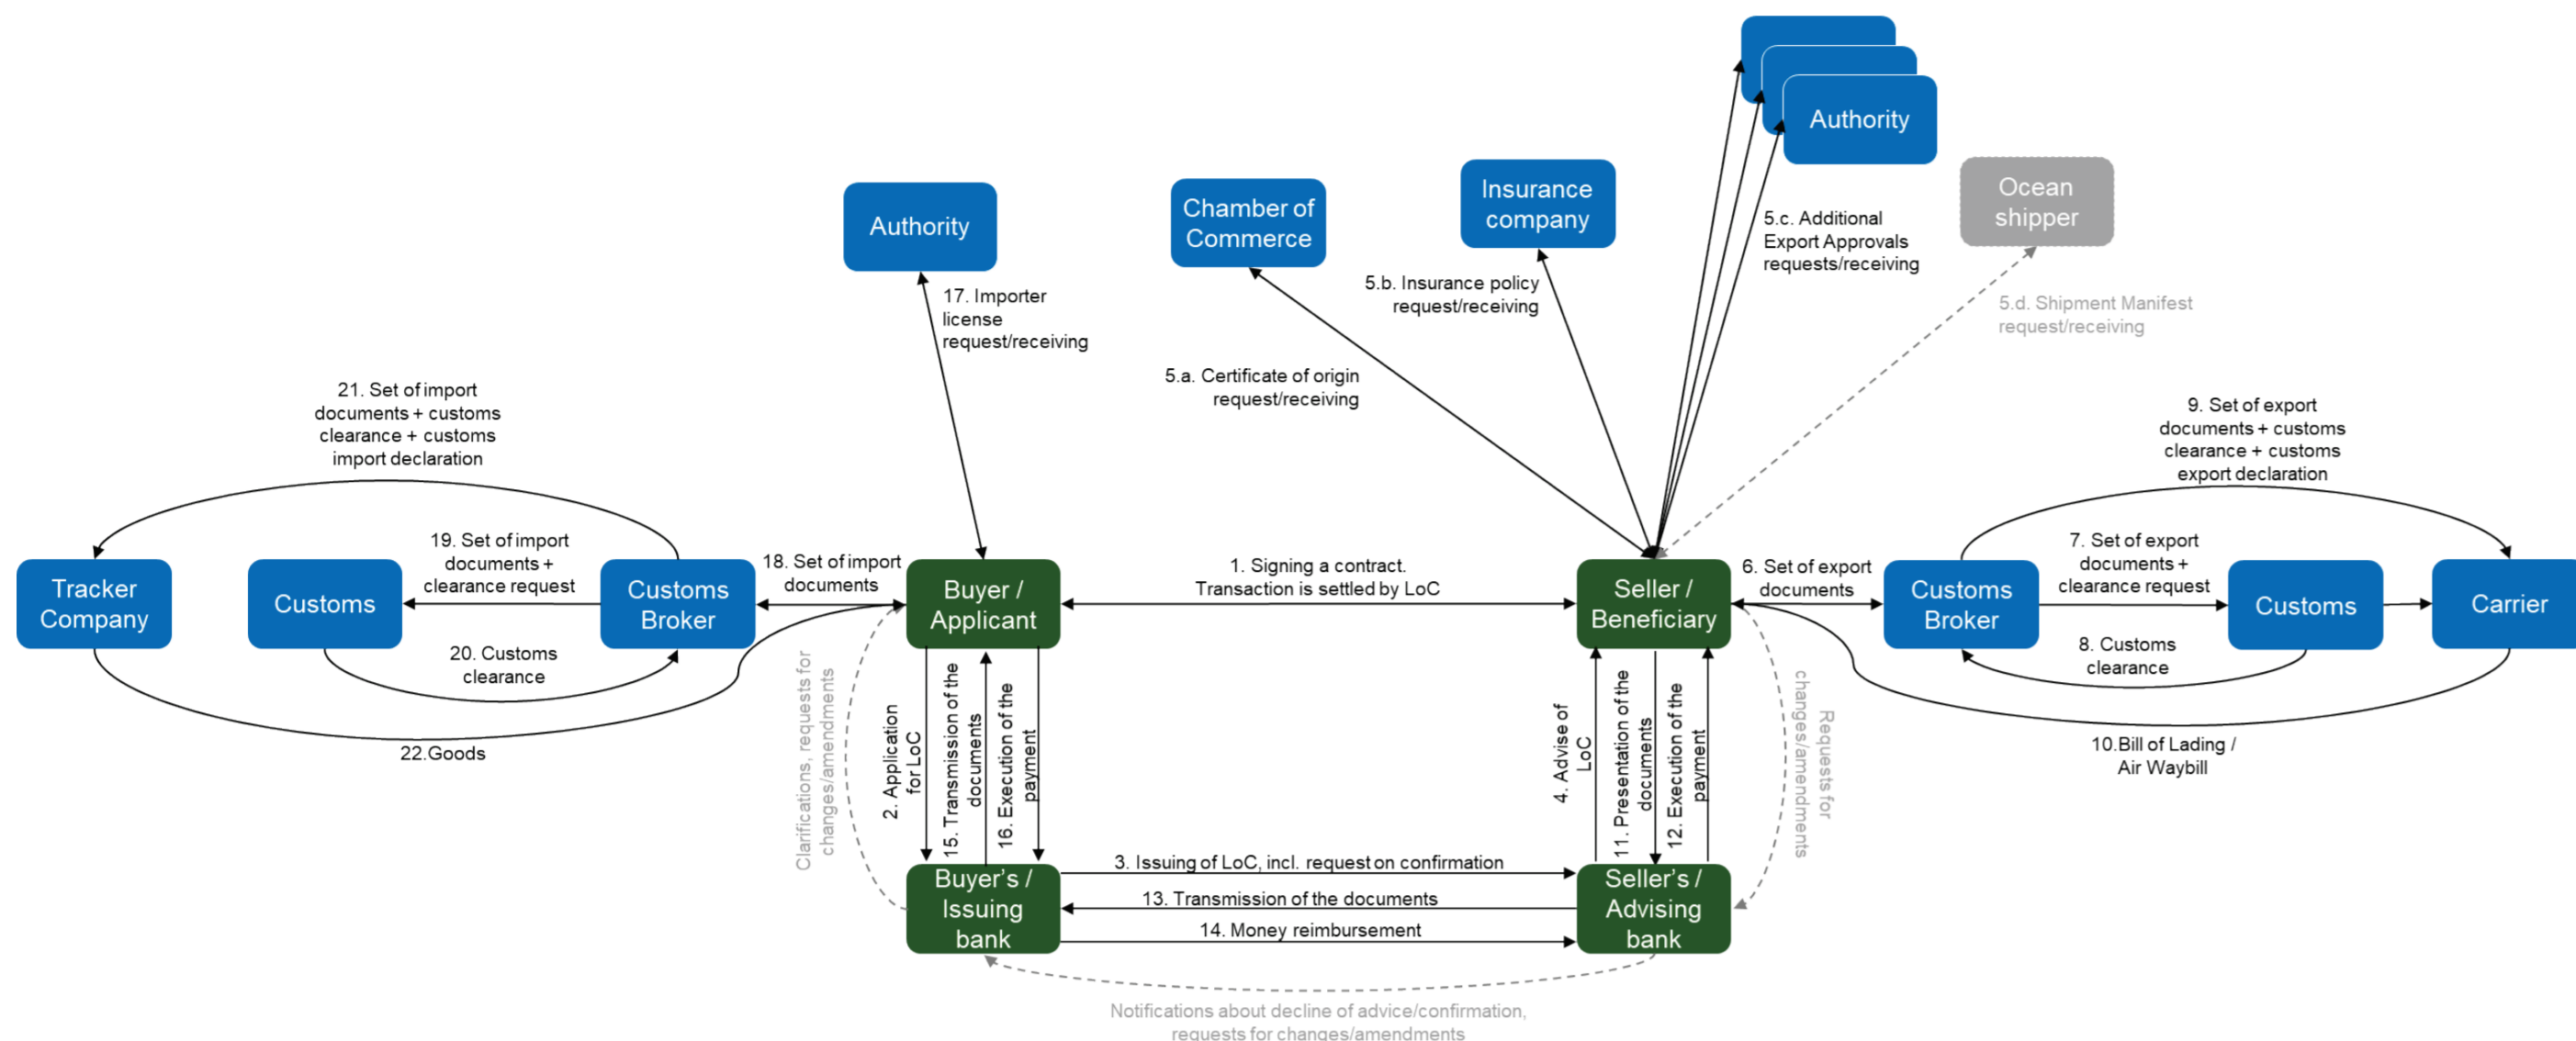 Authority
Ocean
shipper
Insurance
company
Chamber of
Commerce
Authority
5.c. Additional
Export Approvals
requests/receiving
5.b. Insurance policy
request/receiving
17. Importer
license
request/receiving
5.d. Shipment Manifest
request/receiving
5.a. Certificate of origin
request/receiving
21. Set of import
documents + customs
clearance + customs
import declaration
9. Set of export
documents + customs
clearance + customs
export declaration
Tracker
Company
Customs
19. Set of import
documents +
clearance request
20. Customs
clearance
Customs
Broker
18. Set of import
documents
Buyer /
Applicant
1. Signing a contract.
Transaction is settled by LoC
Seller /
Beneficiary
6. Set of export
documents
Customs
Broker
7. Set of export
documents +
clearance request
8. Customs
clearance
Customs
Carrier
22.Goods
10.Bill of Lading /
Air Waybill
Clarifications, requests for
changes/amendments
2. Application
for LoC
15. Transmission of the
documents
16. Execution of the
payment
4. Advise of
LoC
11. Presentation of the
documents
12. Execution of the
payment
Requests for
changes/amendments
Buyer's /
Issuing
bank
3. Issuing of LoC, incl. request on confirmation
13. Transmission of the documents
14. Money reimbursement
Seller's /
Advising
bank
Notifications about decline of advice/confirmation,
requests for changes/amendments